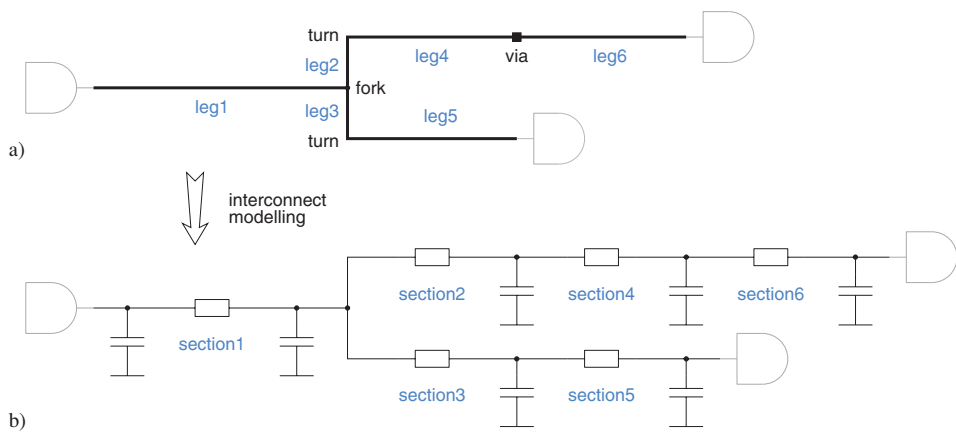 turn
leg4
via
leg6
leg2
fork
leg1
leg3
leg5
turn
a)
interconnect
modelling
section2
section4
section6
section1
section3
section5
b)